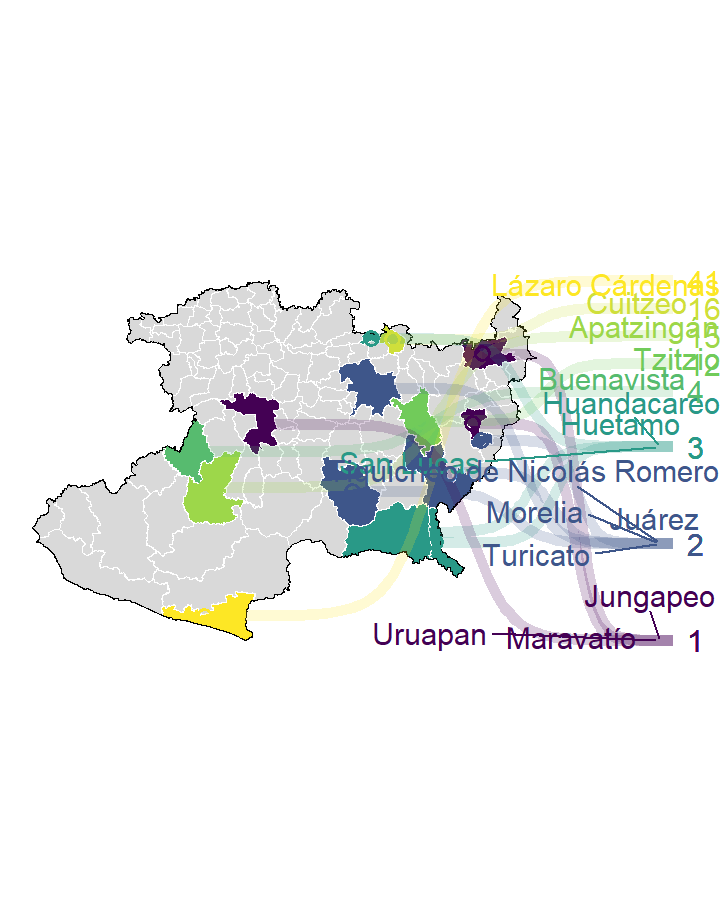 Lázaro Cárdenas 41
Cuitzeo 16
Apatzingán
Tzitzio 12
Buenavista 4
Huandacareo
Huetamo
San Lucas 3
Tiquicheo de Nicolás Romero
Morelia Juárez
Turicato 2
Jungapeo
Uruapan Maravatío 1